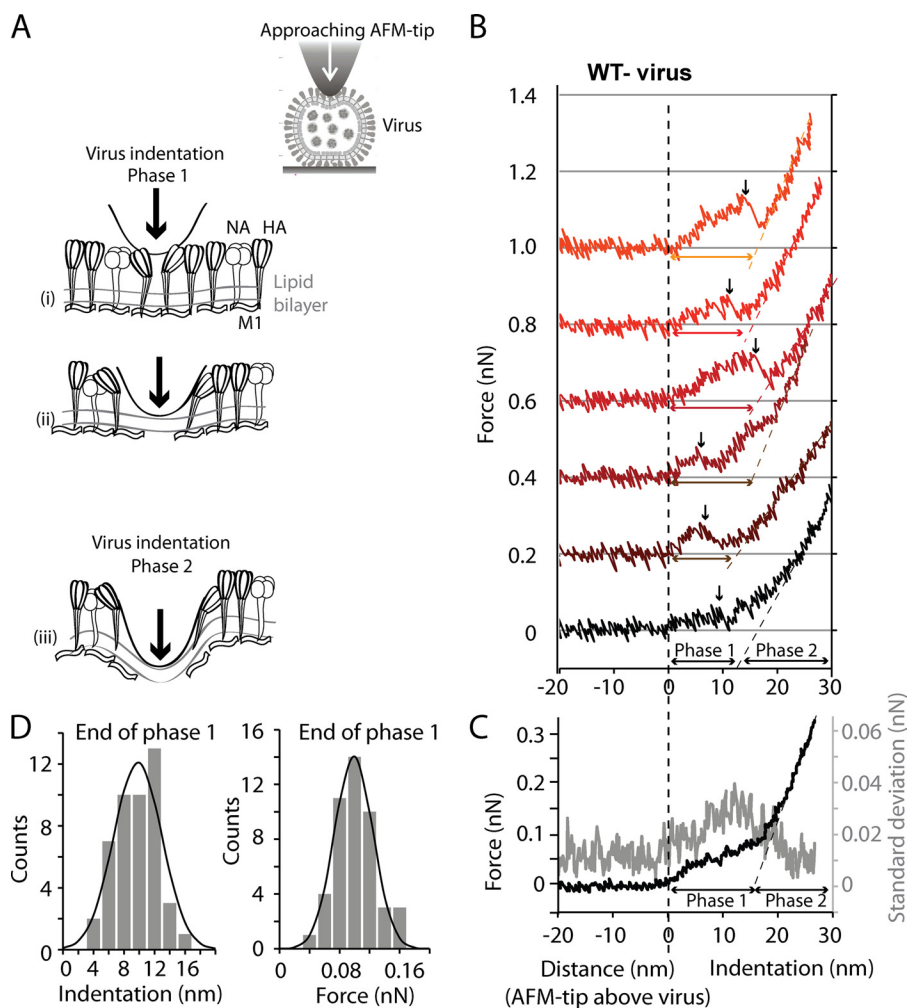 A
Approaching AFM-tip
Virus
Virus indentation
Phase 1
NA
HA
Lipid
bilayer
(i)
M1
(ii)
Virus indentation
Phase 2
(iii)
B
WT- virus
Force (nN)
1.4
1.2
1.0
0.8
0.6
0.4
0.2
0
Phase 1
Phase 2
-20
-10
0
10
20
30
C
Force (nN)
0.3
0.2
0.1
0
Standard deviation (nN)
0.06
0.04
0.02
0
Phase 1
Phase 2
-20
-10
0
10
20
30
Distance (nm)
Indentation (nm)
(AFM-tip above virus)
D
End of phase 1
Counts
12
8
4
0
0
4
8
12
16
Indentation (nm)
End of phase 1
Counts
16
14
12
8
4
0
0
0.08
0.16
Force (nN)